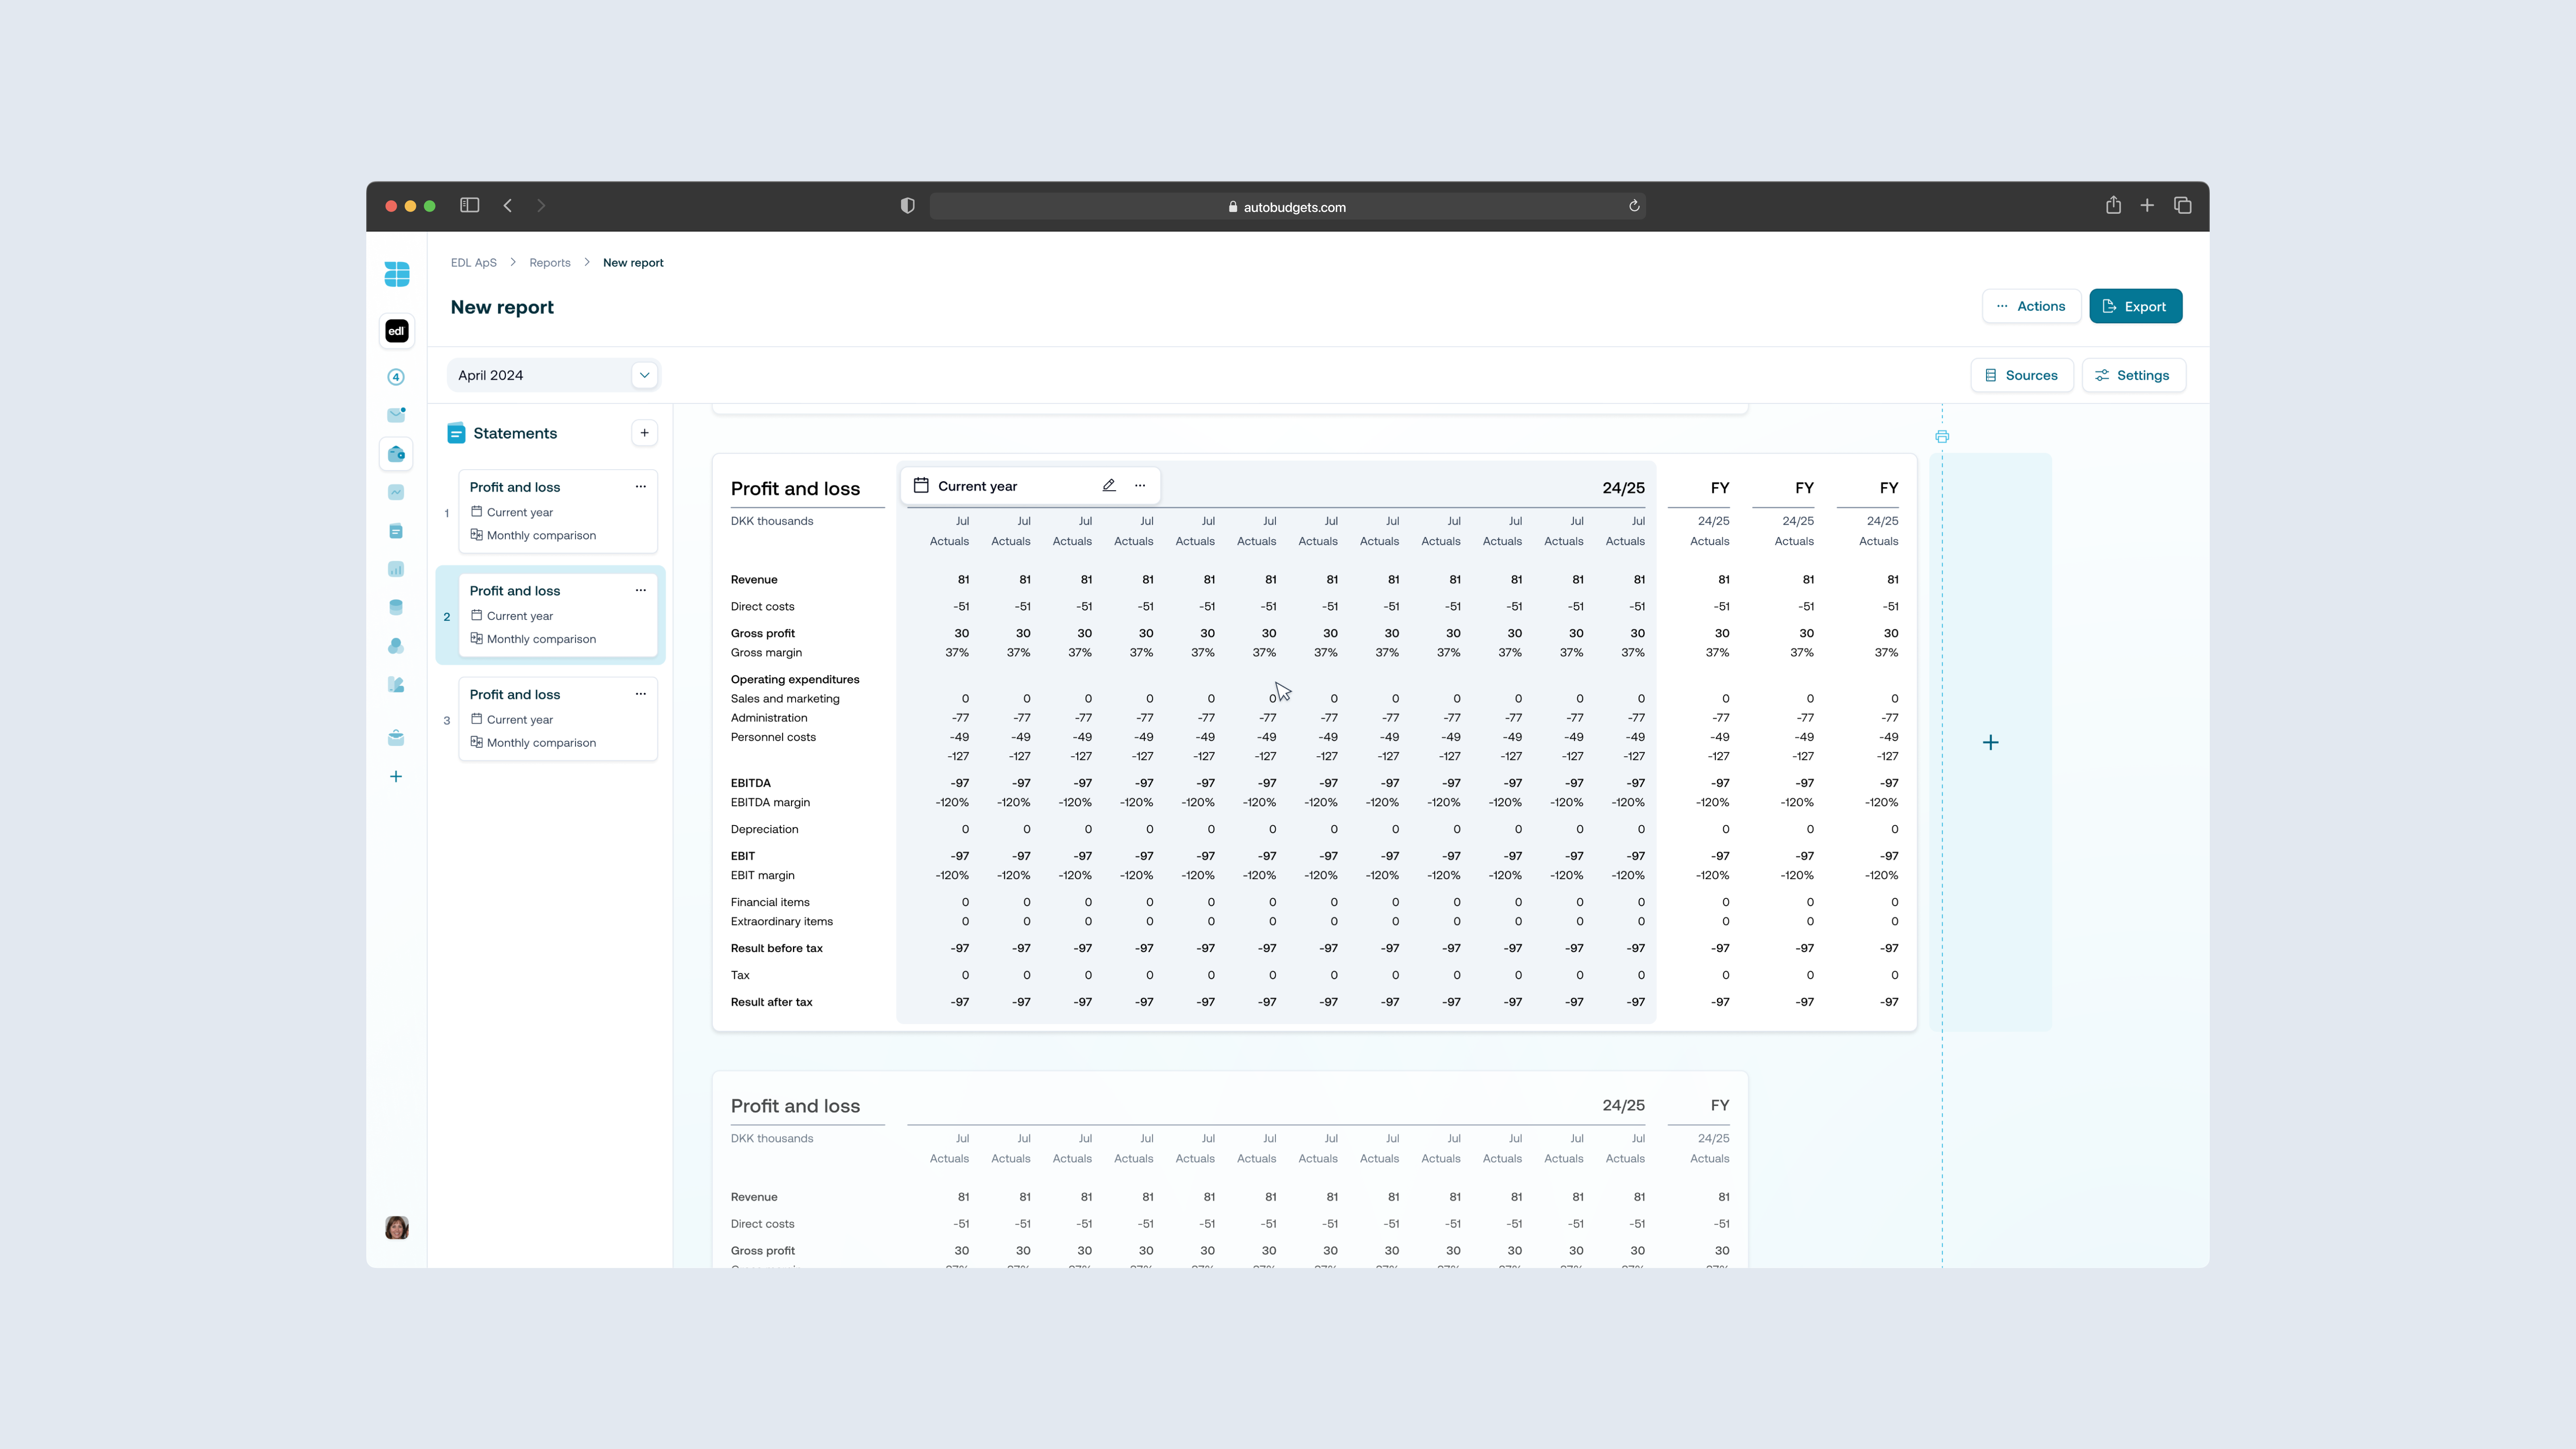 autobudgets.com
EDL ApS > Reports > New report
New report
Actions Export
edl
4
April 2024
Sources Settings
Statements
1
Profit and loss
Current year
Monthly comparison
2
Profit and loss
Current year
Monthly comparison
3
Profit and loss
Current year
Monthly comparison
Profit and loss Current year 24/25 FY FY FY
DKK thousands Jul Jul Jul Jul Jul Jul Jul Jul Jul Jul Jul Jul 24/25 24/25 24/25
Actuals Actuals Actuals Actuals Actuals Actuals Actuals Actuals Actuals Actuals Actuals Actuals Actuals Actuals Actuals
Revenue 81 81 81 81 81 81 81 81 81 81 81 81 81 81 81
Direct costs -51 -51 -51 -51 -51 -51 -51 -51 -51 -51 -51 -51 -51 -51 -51
Gross profit 30 30 30 30 30 30 30 30 30 30 30 30 30 30 30
Gross margin 37% 37% 37% 37% 37% 37% 37% 37% 37% 37% 37% 37% 37% 37% 37%
Operating expenditures
Sales and marketing 0 0 0 0 0 0 0 0 0 0 0 0 0 0 0
Administration -77 -77 -77 -77 -77 -77 -77 -77 -77 -77 -77 -77 -77 -77 -77
Personnel costs -49 -49 -49 -49 -49 -49 -49 -49 -49 -49 -49 -49 -49 -49 -49
-127 -127 -127 -127 -127 -127 -127 -127 -127 -127 -127 -127 -127 -127 -127
EBITDA -97 -97 -97 -97 -97 -97 -97 -97 -97 -97 -97 -97 -97 -97 -97
EBITDA margin -120% -120% -120% -120% -120% -120% -120% -120% -120% -120% -120% -120% -120% -120% -120%
Depreciation 0 0 0 0 0 0 0 0 0 0 0 0 0 0 0
EBIT -97 -97 -97 -97 -97 -97 -97 -97 -97 -97 -97 -97 -97 -97 -97
EBIT margin -120% -120% -120% -120% -120% -120% -120% -120% -120% -120% -120% -120% -120% -120% -120%
Financial items 0 0 0 0 0 0 0 0 0 0 0 0 0 0 0
Extraordinary items 0 0 0 0 0 0 0 0 0 0 0 0 0 0 0
Result before tax -97 -97 -97 -97 -97 -97 -97 -97 -97 -97 -97 -97 -97 -97 -97
Tax 0 0 0 0 0 0 0 0 0 0 0 0 0 0 0
Result after tax -97 -97 -97 -97 -97 -97 -97 -97 -97 -97 -97 -97 -97 -97 -97
Profit and loss 24/25 FY
DKK thousands Jul Jul Jul Jul Jul Jul Jul Jul Jul Jul Jul Jul 24/25
Actuals Actuals Actuals Actuals Actuals Actuals Actuals Actuals Actuals Actuals Actuals Actuals Actuals
Revenue 81 81 81 81 81 81 81 81 81 81 81 81 81
Direct costs -51 -51 -51 -51 -51 -51 -51 -51 -51 -51 -51 -51 -51
Gross profit 30 30 30 30 30 30 30 30 30 30 30 30 30